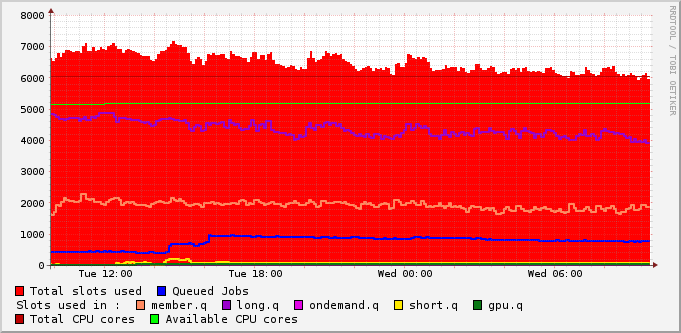 8000
7000
6000
5000
4000
3000
2000
1000
0
Tue 12:00 Tue 18:00 Wed 00:00 Wed 06:00
RRDTOOL / TOBI OETIKER
Total slots used Queued Jobs
Slots used in : member.q long.q ondemand.q short.q gpu.q
Total CPU cores Available CPU cores